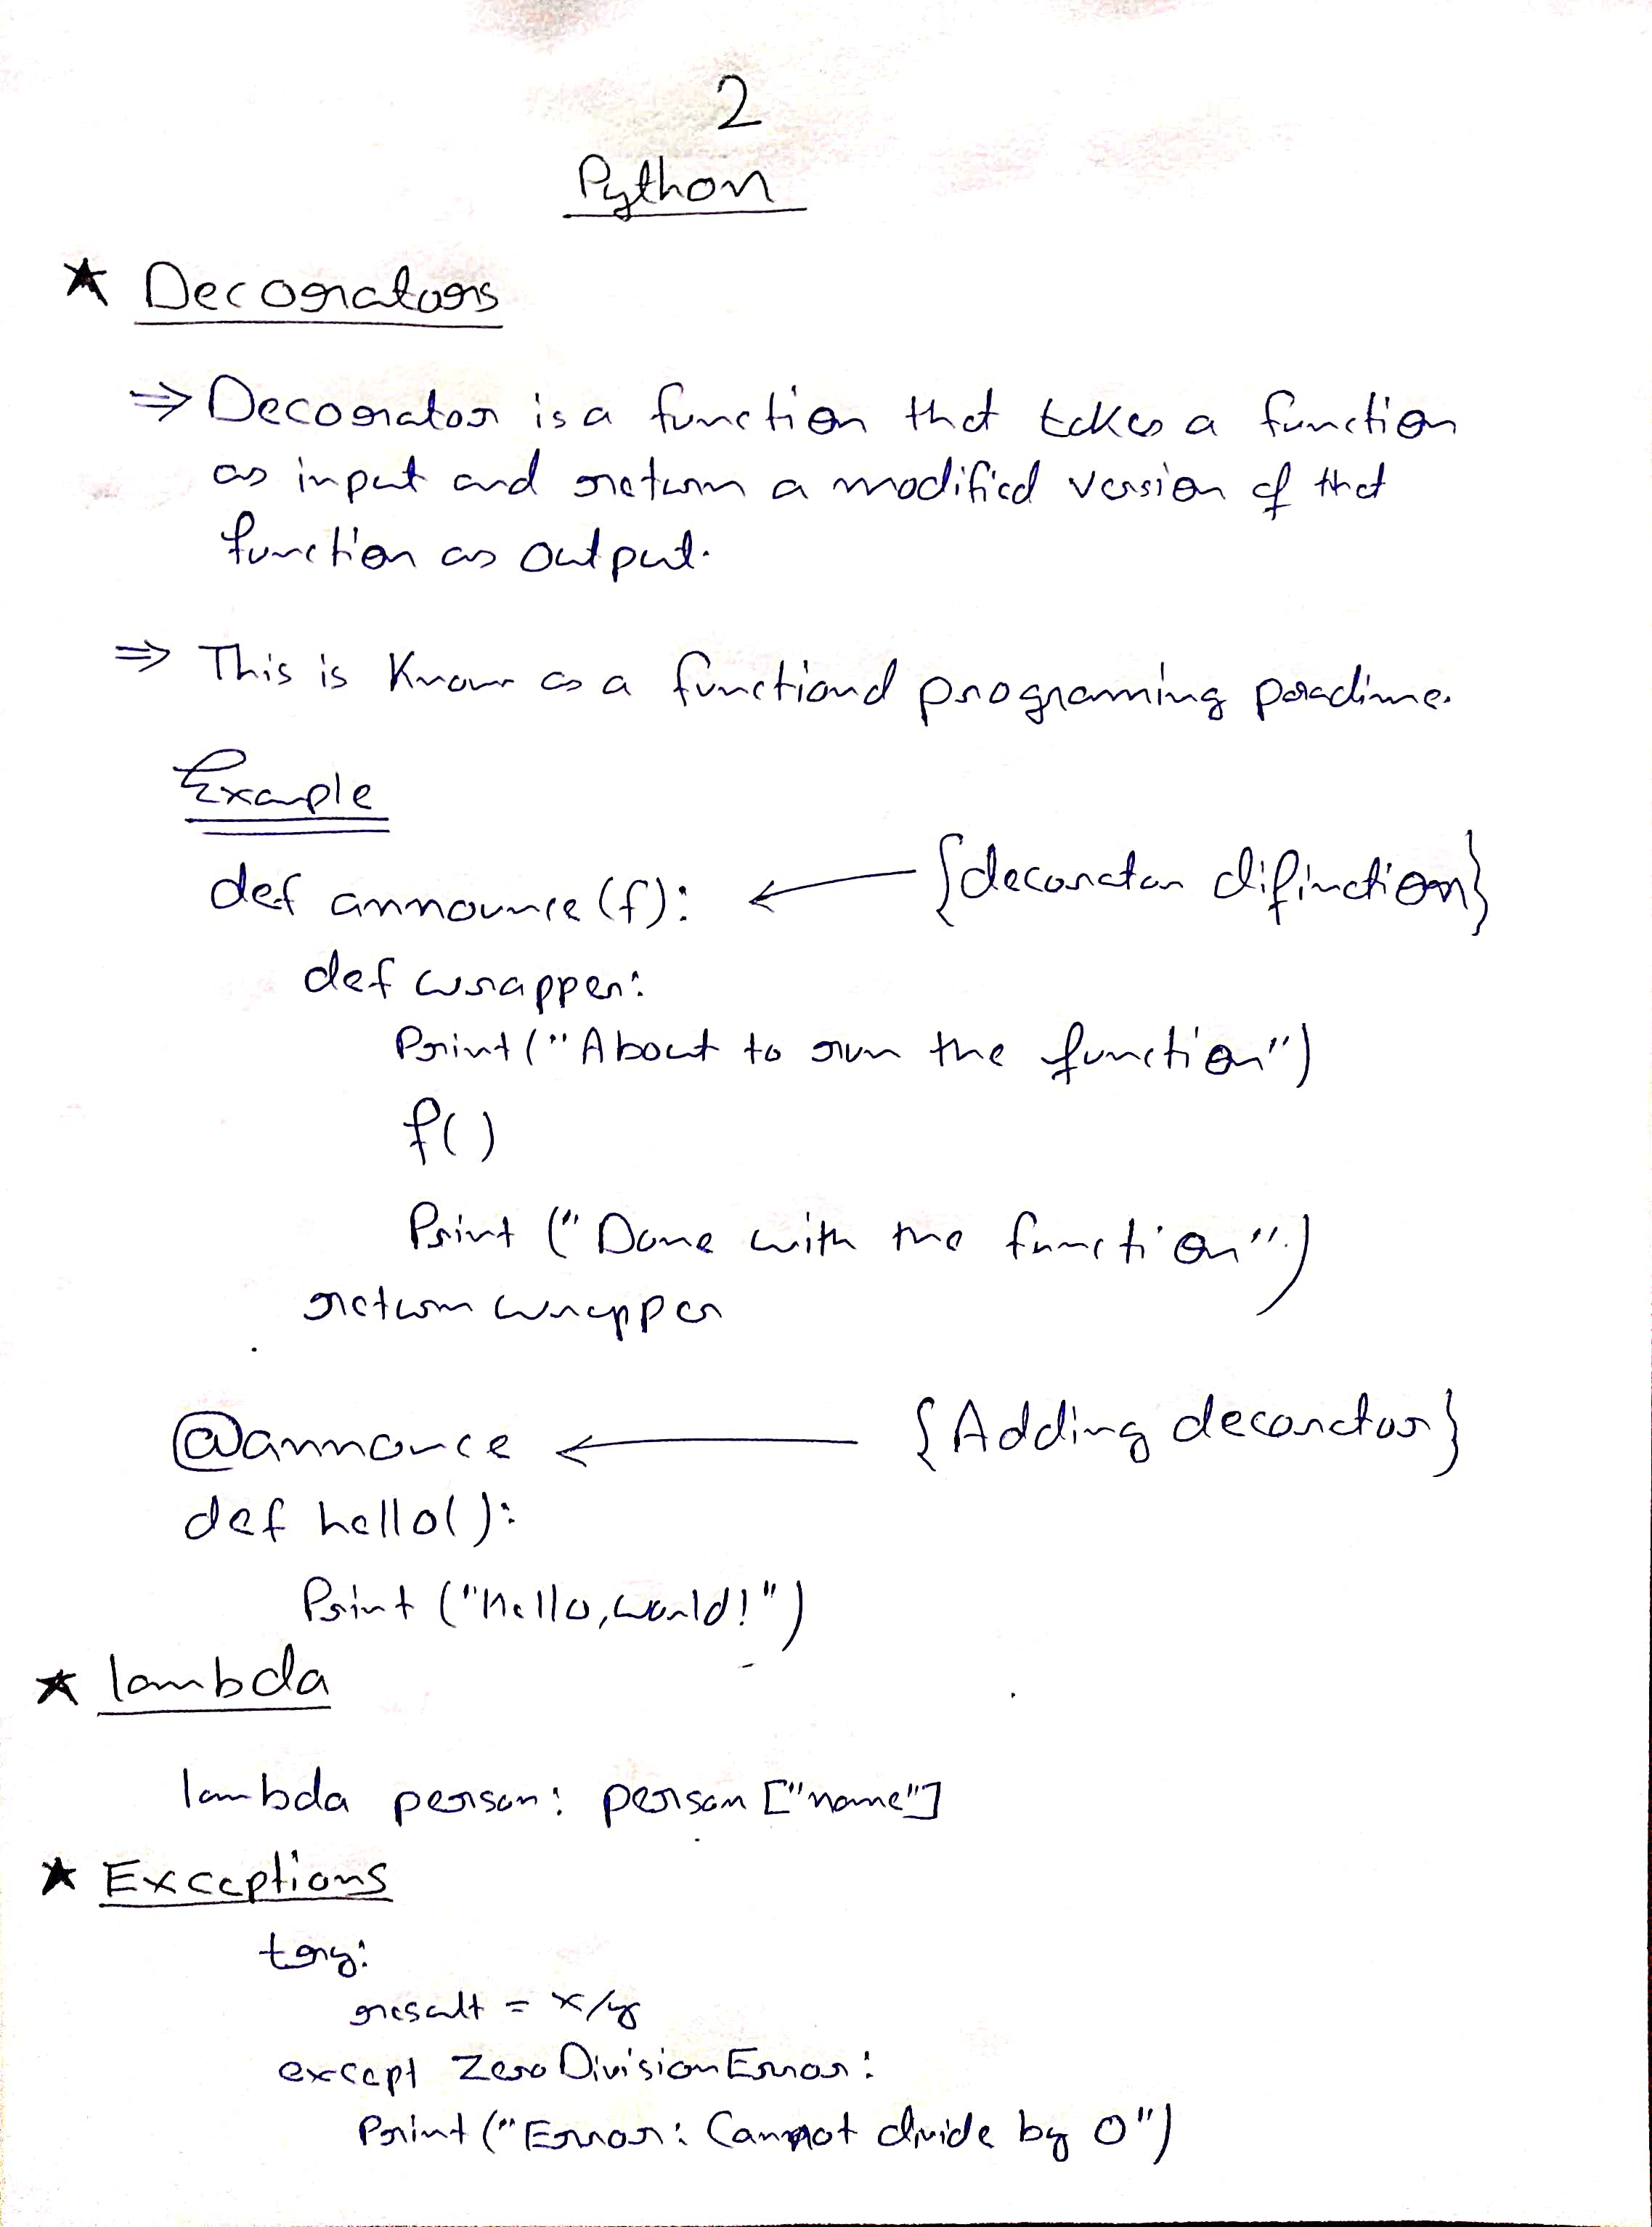 2
Python
★ Decorators
⇒ Decorator is a function that takes a function
as input and return a modified version of that
function as output.
⇒ This is Known as a functional programing paradime.
Example
def announce(f): ← {decorator difinction}
def wrapper:
Print("About to run the function")
f()
Print ("Done with the function")
return wrapper
@announce ← {Adding decorator}
def hello():
Print ("Hello,world!")
★ lambda
lambda person: person["name"]
★ Exceptions
try:
result = x/y
except ZeroDivisionError:
Print("Error: Cannot divide by 0")